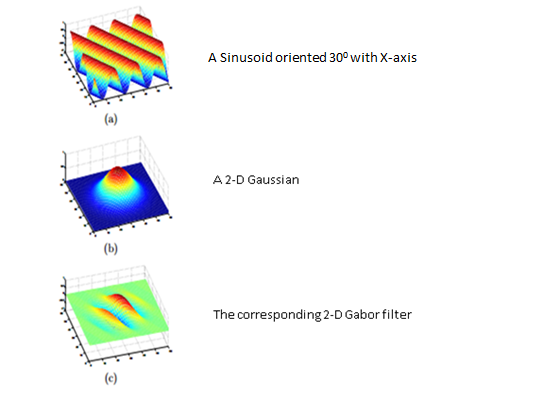 A Sinusoid oriented 30⁰ with X-axis
(a)
A 2-D Gaussian
(b)
The corresponding 2-D Gabor filter
(c)